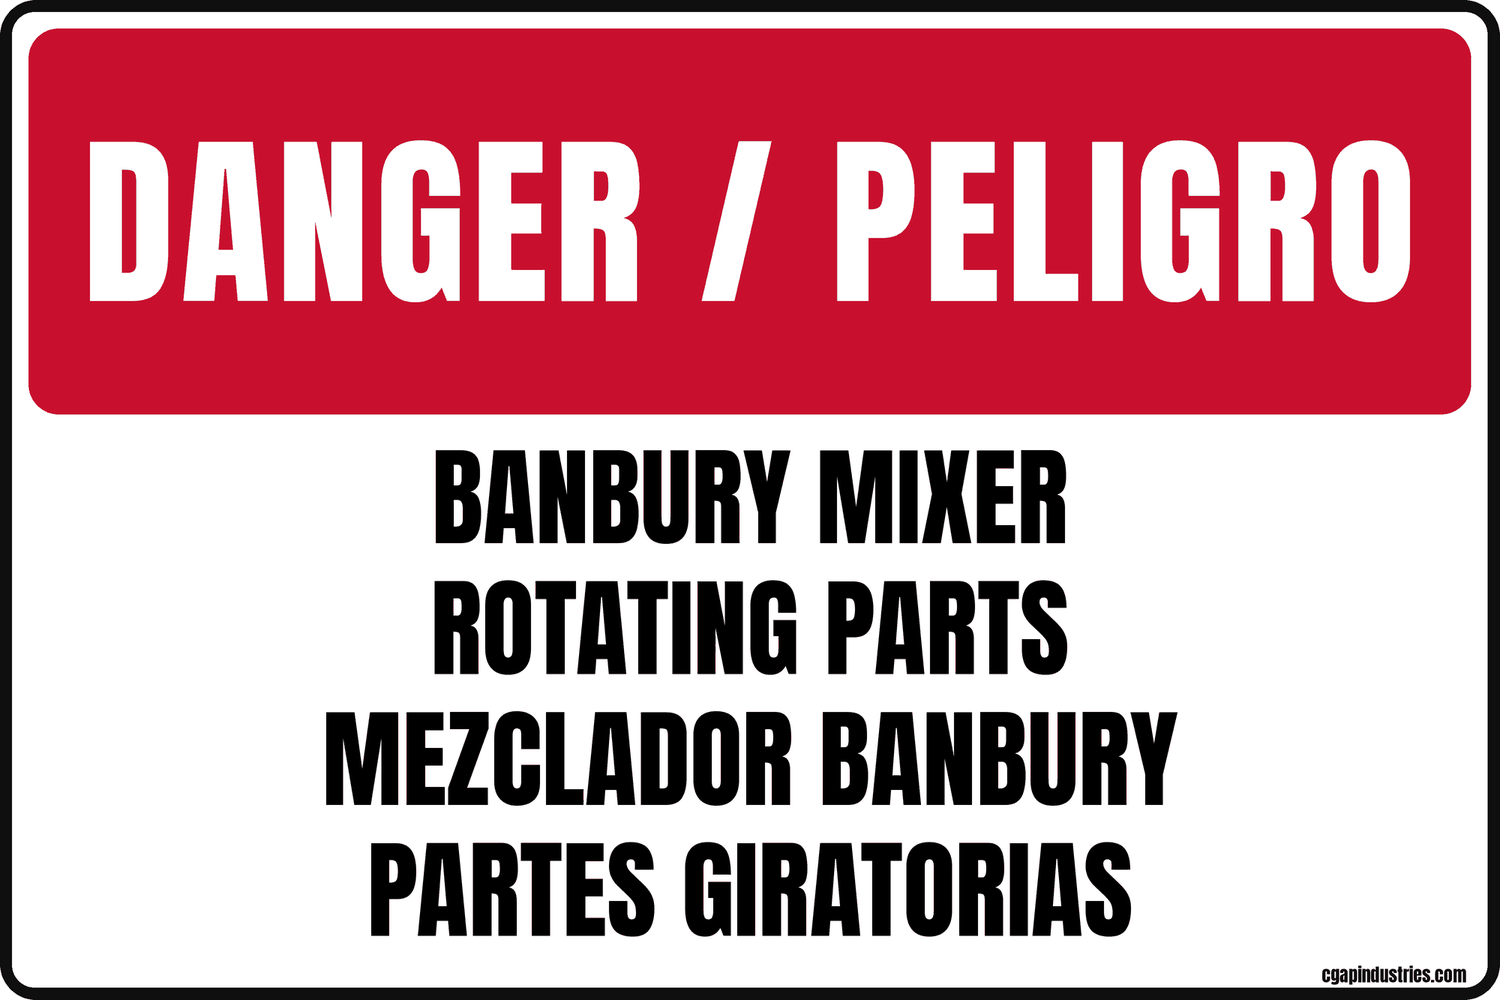 DANGER / PELIGRO
BANBURY MIXER
ROTATING PARTS
MEZCLADOR BANBURY
PARTES GIRATORIAS
cgapindustries.com